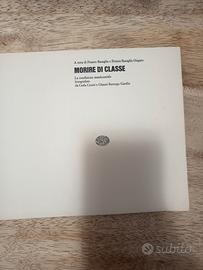 A cura di Franco Basaglia e Franca Basaglia Ongaro
MORIRE DI CLASSE
La condizione manicomiale
fotografata
da Carla Cerati e Gianni Berengo Gardin
subito